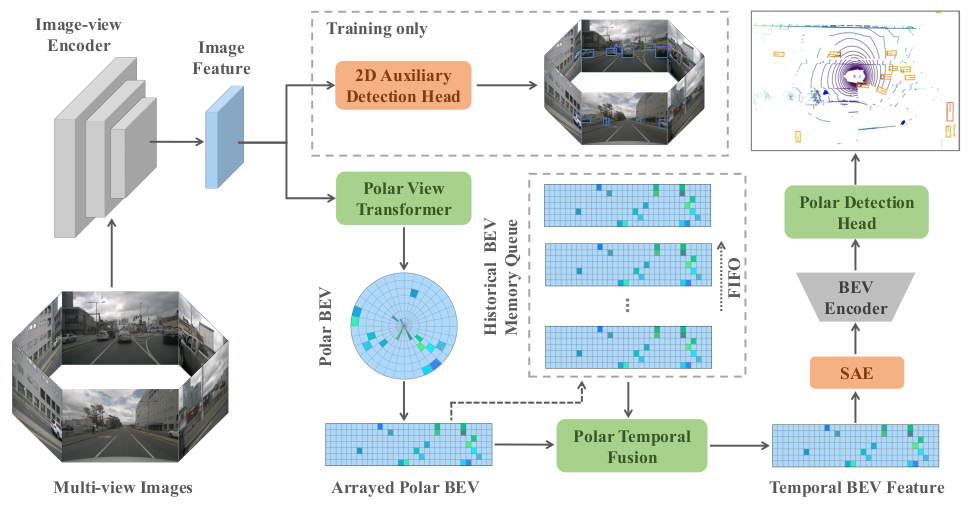 Image-view
Encoder
Image
Feature
Training only
2D Auxiliary
Detection Head
Polar View
Transformer
Polar BEV
Historical BEV
Memory Queue
...
FIFO
Polar Detection
Head
BEV
Encoder
SAE
Polar Temporal
Fusion
Multi-view Images
Arrayed Polar BEV
Temporal BEV Feature